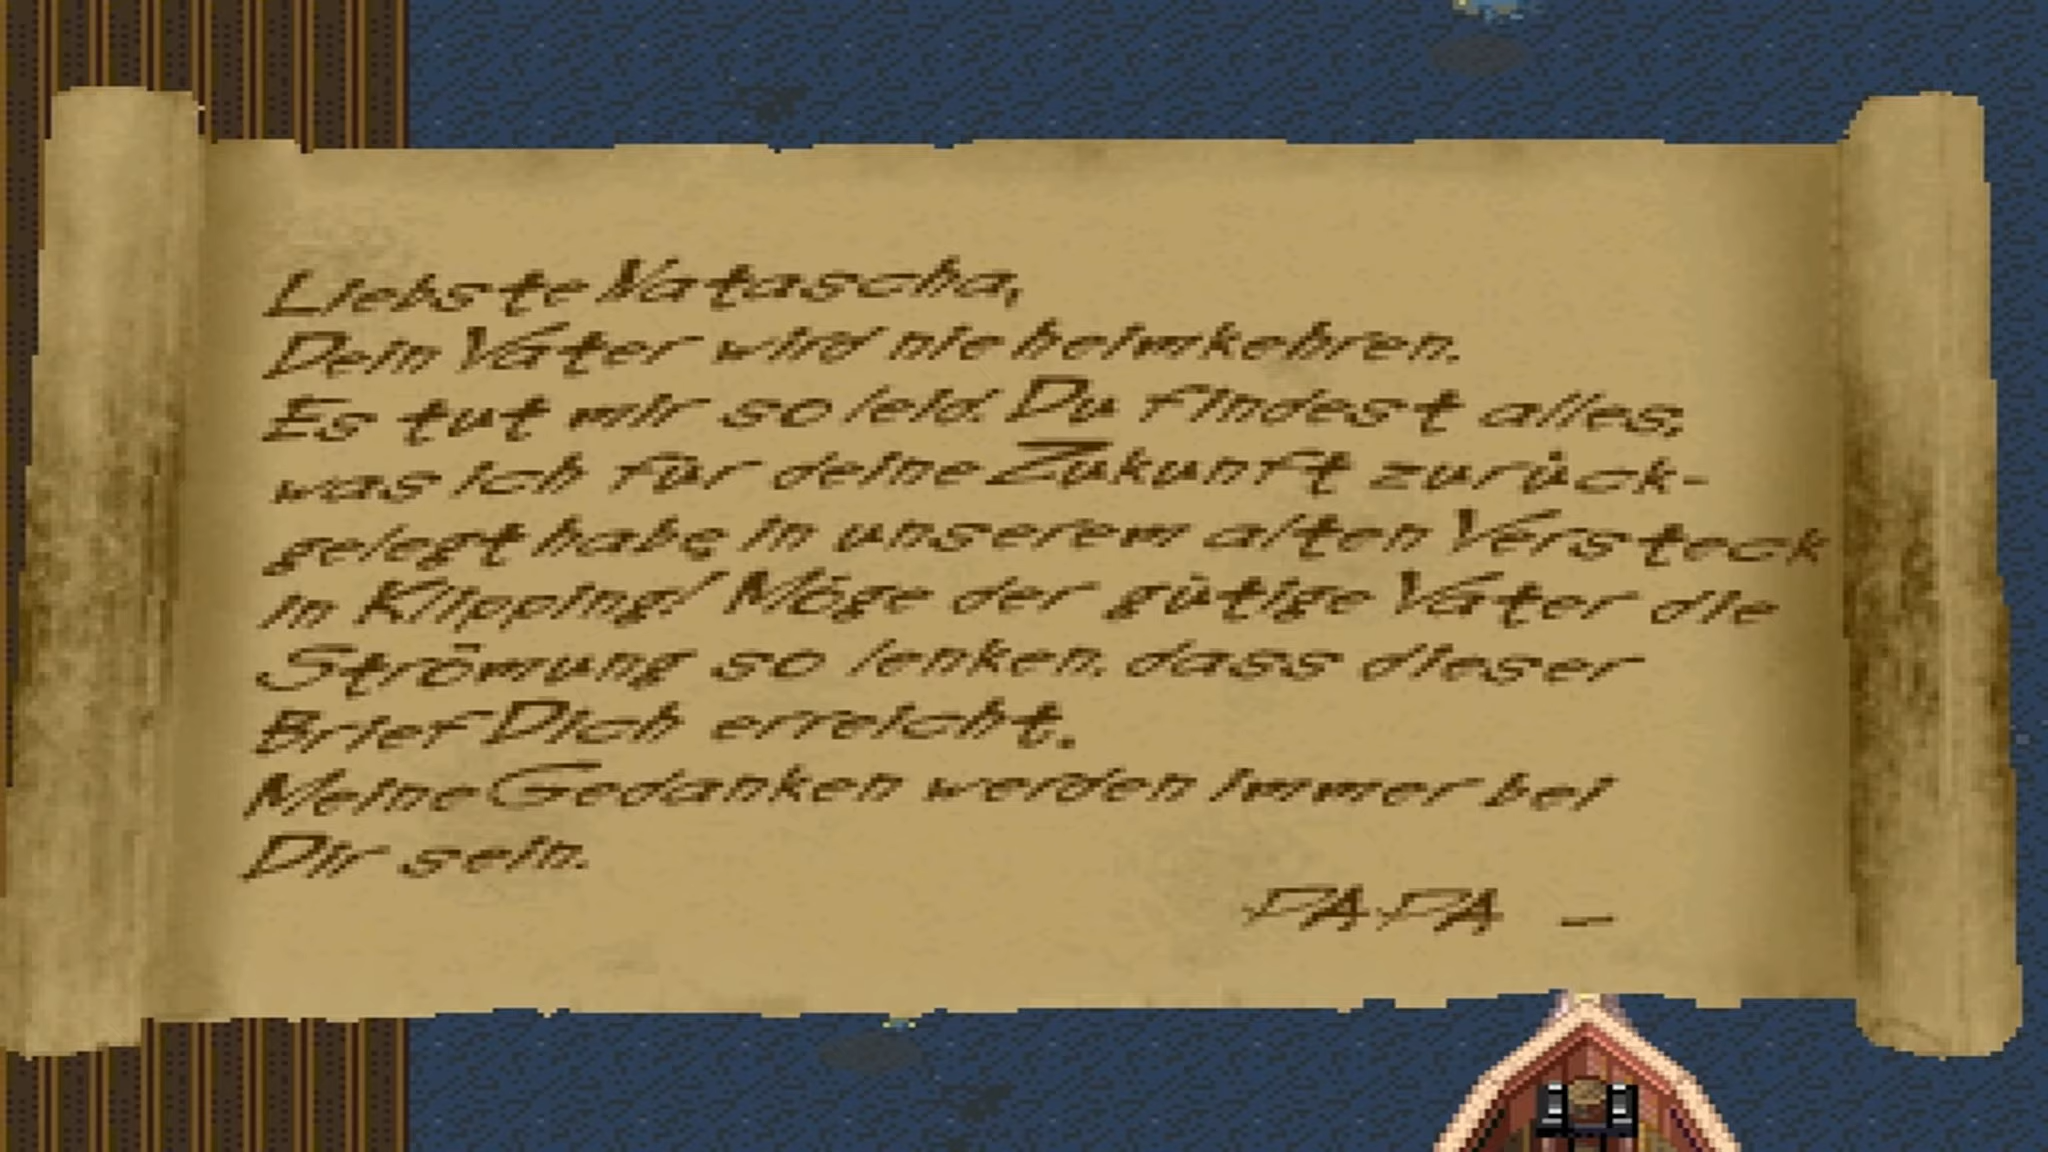 Liebste Natascha,
Dein Vater wird nie heimkehren.
Es tut mir so leid. Du findest alles,
was ich für deine Zukunft zurück-
gelegt habe, in unserem alten Versteck
in Klipping! Möge der gütige Vater die
Strömung so lenken, dass dieser
Brief Dich erreicht.
Meine Gedanken werden immer bei
Dir sein.
PAPA –